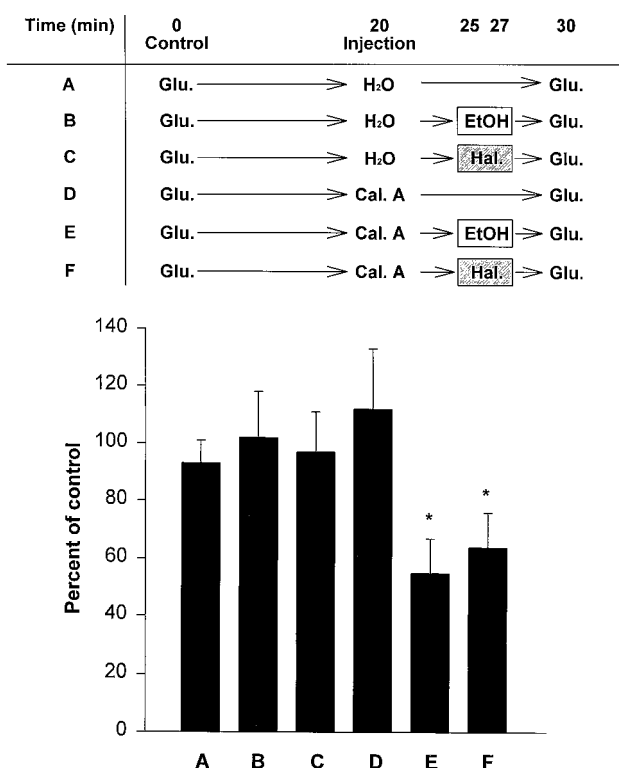 Time (min) 0 20 25 27 30
Control Injection
A Glu. H₂O Glu.
B Glu. H₂O EtOH Glu.
C Glu. H₂O Hal. Glu.
D Glu. Cal. A Glu.
E Glu. Cal. A EtOH Glu.
F Glu. Cal. A Hal. Glu.
140
120
100
80
60
40
20
0
Percent of control
* *
A B C D E F